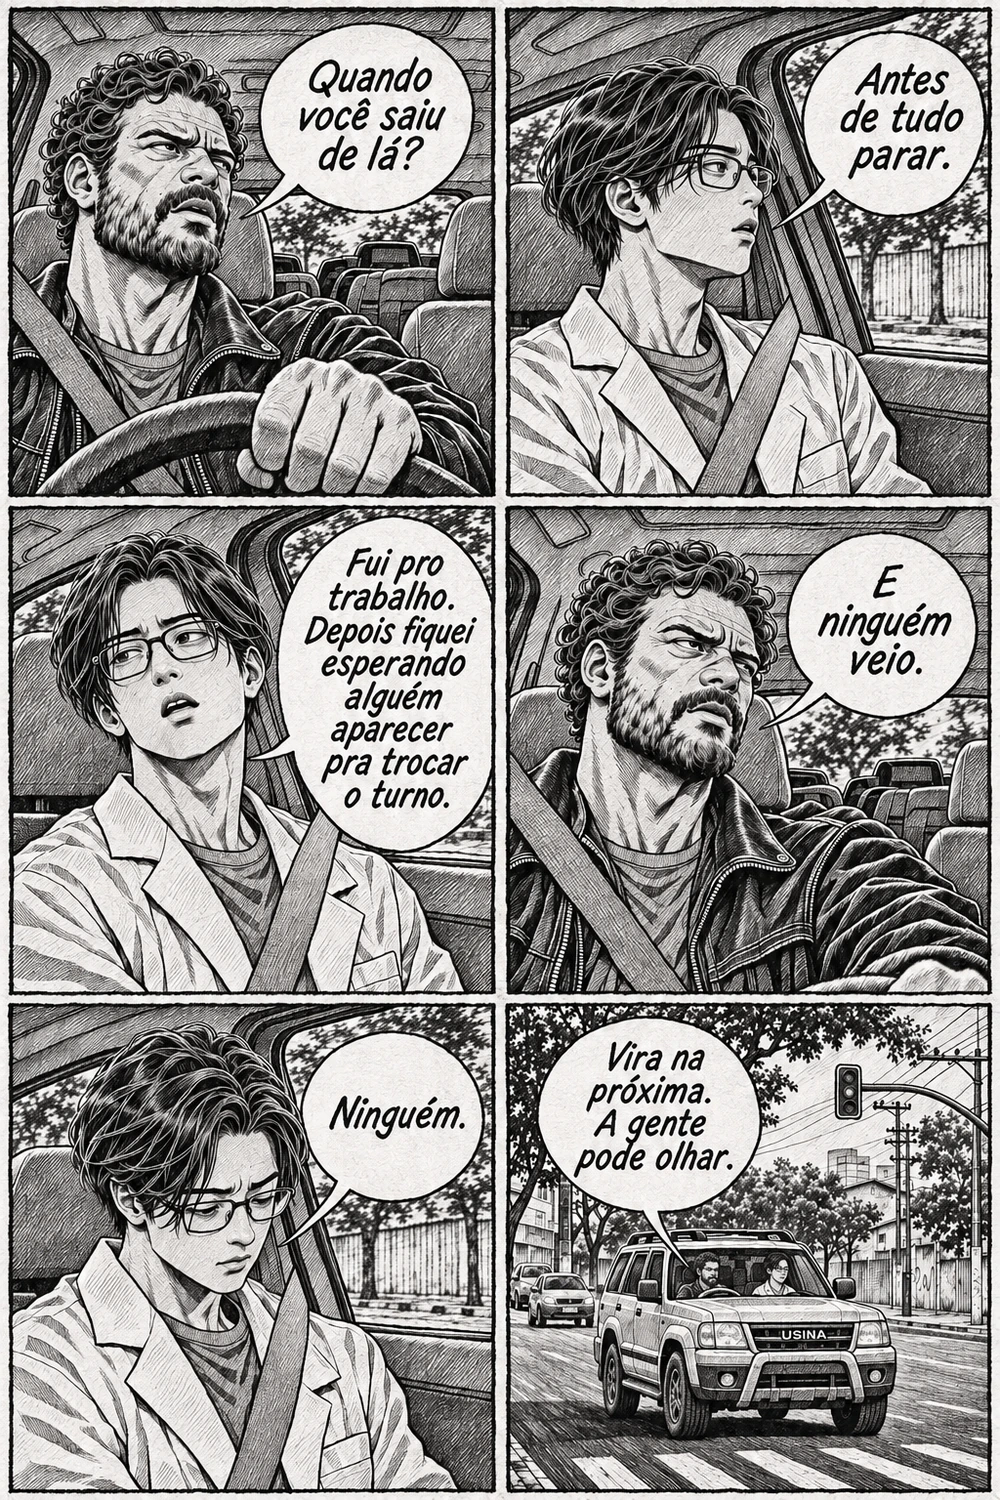 Quando
você saiu
de lá?
Antes
de tudo
parar.
Fui pro
trabalho.
Depois fiquei
esperando
alguém
aparecer
pra trocar
o turno.
E
ninguém
veio.
Ninguém.
Vira na
próxima.
A gente
pode olhar.
USINA